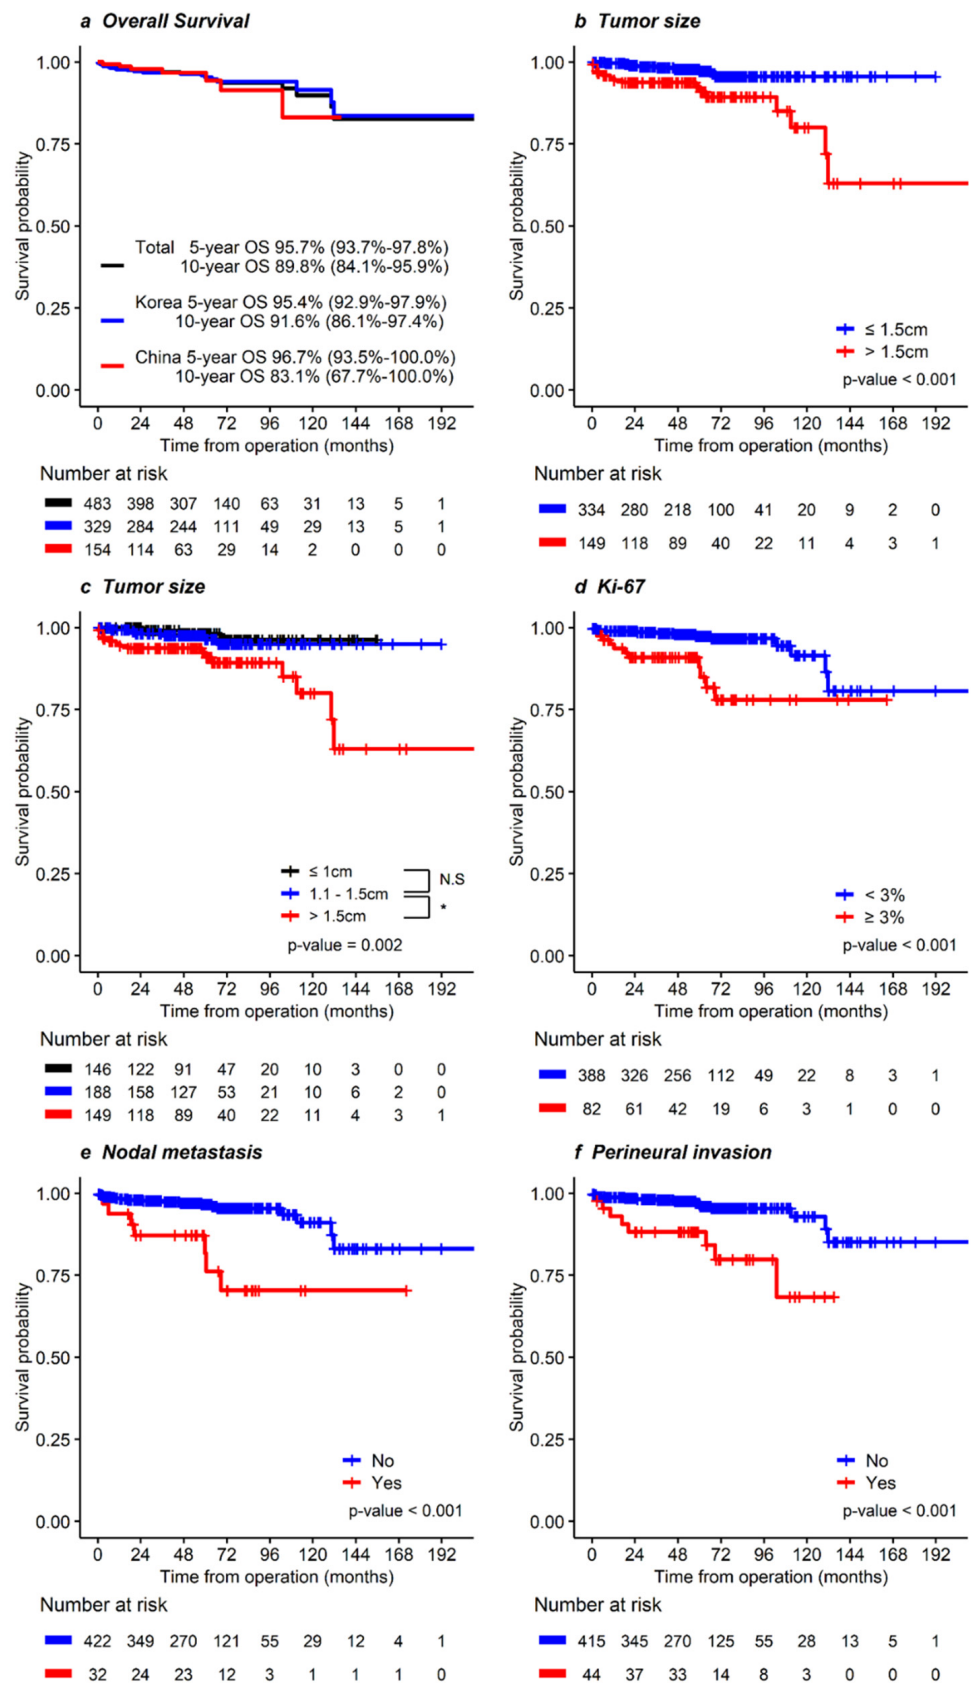 a Overall Survival
1.00
0.75
0.50
0.25
0.00
Survival probability
Total 5-year OS 95.7% (93.7%-97.8%)
10-year OS 89.8% (84.1%-95.9%)
Korea 5-year OS 95.4% (92.9%-97.9%)
10-year OS 91.6% (86.1%-97.4%)
China 5-year OS 96.7% (93.5%-100.0%)
10-year OS 83.1% (67.7%-100.0%)
0 24 48 72 96 120 144 168 192
Time from operation (months)
Number at risk
483 398 307 140 63 31 13 5 1
329 284 244 111 49 29 13 5 1
154 114 63 29 14 2 0 0 0
b Tumor size
1.00
0.75
0.50
0.25
0.00
Survival probability
≤ 1.5cm
> 1.5cm
p-value < 0.001
0 24 48 72 96 120 144 168 192
Time from operation (months)
Number at risk
334 280 218 100 41 20 9 2 0
149 118 89 40 22 11 4 3 1
c Tumor size
1.00
0.75
0.50
0.25
0.00
Survival probability
≤ 1cm
N.S
1.1 - 1.5cm
*
> 1.5cm
p-value = 0.002
0 24 48 72 96 120 144 168 192
Time from operation (months)
Number at risk
146 122 91 47 20 10 3 0 0
188 158 127 53 21 10 6 2 0
149 118 89 40 22 11 4 3 1
d Ki-67
1.00
0.75
0.50
0.25
0.00
Survival probability
< 3%
≥ 3%
p-value < 0.001
0 24 48 72 96 120 144 168 192
Time from operation (months)
Number at risk
388 326 256 112 49 22 8 3 1
82 61 42 19 6 3 1 0 0
e Nodal metastasis
1.00
0.75
0.50
0.25
0.00
Survival probability
No
Yes
p-value < 0.001
0 24 48 72 96 120 144 168 192
Time from operation (months)
Number at risk
422 349 270 121 55 29 12 4 1
32 24 23 12 3 1 1 1 0
f Perineural invasion
1.00
0.75
0.50
0.25
0.00
Survival probability
No
Yes
p-value < 0.001
0 24 48 72 96 120 144 168 192
Time from operation (months)
Number at risk
415 345 270 125 55 28 13 5 1
44 37 33 14 8 3 0 0 0